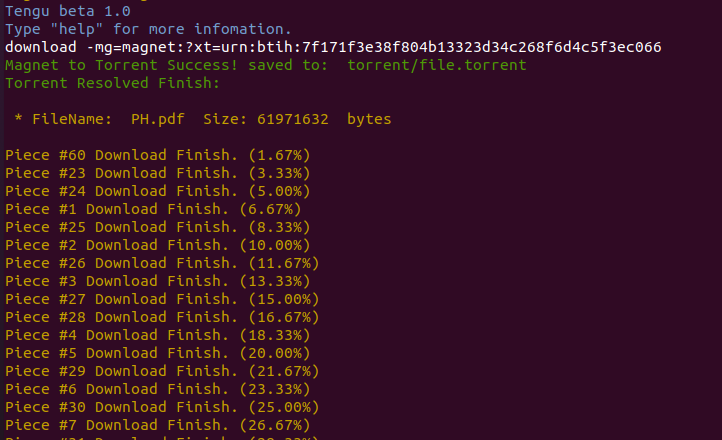 Tengu beta 1.0
Type "help" for more infomation.
download -mg=magnet:?xt=urn:btih:7f171f3e38f804b13323d34c268f6d4c5f3ec066
Magnet to Torrent Success! saved to:  torrent/file.torrent
Torrent Resolved Finish:
* FileName:  PH.pdf  Size: 61971632  bytes
Piece #60 Download Finish. (1.67%)
Piece #23 Download Finish. (3.33%)
Piece #24 Download Finish. (5.00%)
Piece #1 Download Finish. (6.67%)
Piece #25 Download Finish. (8.33%)
Piece #2 Download Finish. (10.00%)
Piece #26 Download Finish. (11.67%)
Piece #3 Download Finish. (13.33%)
Piece #27 Download Finish. (15.00%)
Piece #28 Download Finish. (16.67%)
Piece #4 Download Finish. (18.33%)
Piece #5 Download Finish. (20.00%)
Piece #29 Download Finish. (21.67%)
Piece #6 Download Finish. (23.33%)
Piece #30 Download Finish. (25.00%)
Piece #7 Download Finish. (26.67%)